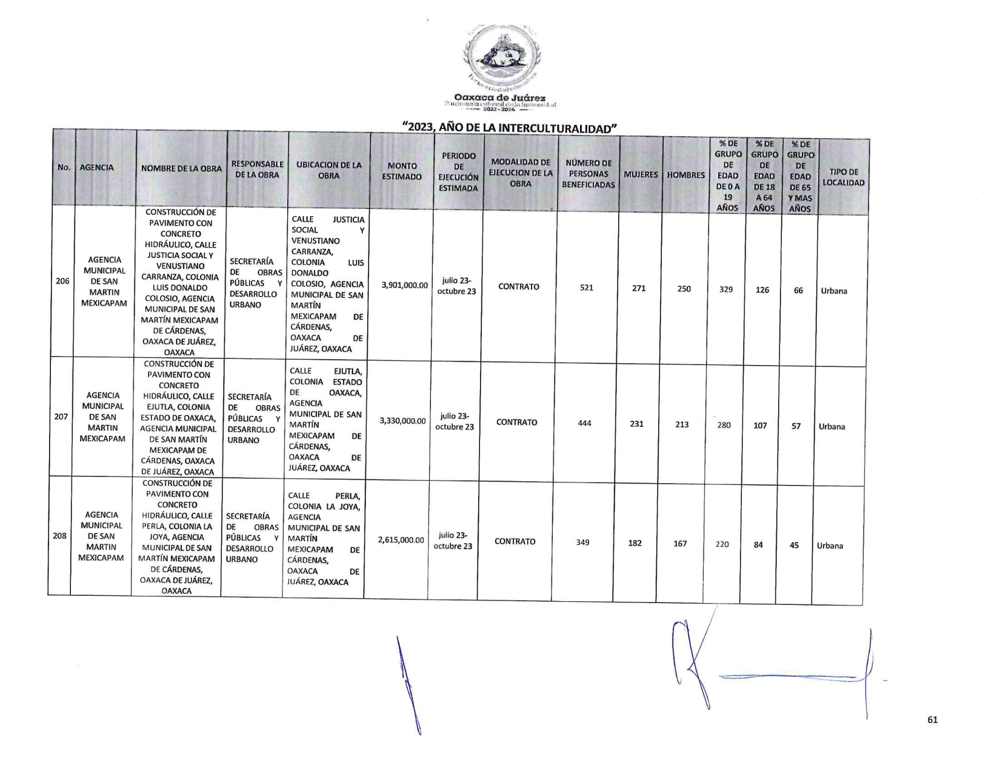 Oaxaca de Juárez
Patrimonio cultural de la humanidad
2022 - 2024
“2023, AÑO DE LA INTERCULTURALIDAD”
No.
AGENCIA
NOMBRE DE LA OBRA
RESPONSABLE
DE LA OBRA
UBICACION DE LA
OBRA
MONTO
ESTIMADO
PERIODO
DE
EJECUCIÓN
ESTIMADA
MODALIDAD DE
EJECUCION DE LA
OBRA
NÚMERO DE
PERSONAS
BENEFICIADAS
MUJERES
HOMBRES
% DE
GRUPO
DE
EDAD
DE 0 A
19
AÑOS
% DE
GRUPO
DE
EDAD
DE 18
A 64
AÑOS
% DE
GRUPO
DE
EDAD
DE 65
Y MAS
AÑOS
TIPO DE
LOCALIDAD
206
AGENCIA
MUNICIPAL
DE SAN
MARTIN
MEXICAPAM
CONSTRUCCIÓN DE
PAVIMENTO CON
CONCRETO
HIDRÁULICO, CALLE
JUSTICIA SOCIAL Y
VENUSTIANO
CARRANZA, COLONIA
LUIS DONALDO
COLOSIO, AGENCIA
MUNICIPAL DE SAN
MARTÍN MEXICAPAM
DE CÁRDENAS,
OAXACA DE JUÁREZ,
OAXACA
SECRETARÍA
DE OBRAS
PÚBLICAS Y
DESARROLLO
URBANO
CALLE JUSTICIA
SOCIAL Y
VENUSTIANO
CARRANZA,
COLONIA LUIS
DONALDO
COLOSIO, AGENCIA
MUNICIPAL DE SAN
MARTÍN
MEXICAPAM DE
CÁRDENAS,
OAXACA DE
JUÁREZ, OAXACA
3,901,000.00
julio 23-
octubre 23
CONTRATO
521
271
250
329
126
66
Urbana
207
AGENCIA
MUNICIPAL
DE SAN
MARTIN
MEXICAPAM
CONSTRUCCIÓN DE
PAVIMENTO CON
CONCRETO
HIDRÁULICO, CALLE
EJUTLA, COLONIA
ESTADO DE OAXACA,
AGENCIA MUNICIPAL
DE SAN MARTÍN
MEXICAPAM DE
CÁRDENAS, OAXACA
DE JUÁREZ, OAXACA
SECRETARÍA
DE OBRAS
PÚBLICAS Y
DESARROLLO
URBANO
CALLE EJUTLA,
COLONIA ESTADO
DE OAXACA,
AGENCIA
MUNICIPAL DE SAN
MARTÍN
MEXICAPAM DE
CÁRDENAS,
OAXACA DE
JUÁREZ, OAXACA
3,330,000.00
julio 23-
octubre 23
CONTRATO
444
231
213
280
107
57
Urbana
208
AGENCIA
MUNICIPAL
DE SAN
MARTIN
MEXICAPAM
CONSTRUCCIÓN DE
PAVIMENTO CON
CONCRETO
HIDRÁULICO, CALLE
PERLA, COLONIA LA
JOYA, AGENCIA
MUNICIPAL DE SAN
MARTÍN MEXICAPAM
DE CÁRDENAS,
OAXACA DE JUÁREZ,
OAXACA
SECRETARÍA
DE OBRAS
PÚBLICAS Y
DESARROLLO
URBANO
CALLE PERLA,
COLONIA LA JOYA,
AGENCIA
MUNICIPAL DE SAN
MARTÍN
MEXICAPAM DE
CÁRDENAS,
OAXACA DE
JUÁREZ, OAXACA
2,615,000.00
julio 23-
octubre 23
CONTRATO
349
182
167
220
84
45
Urbana
61